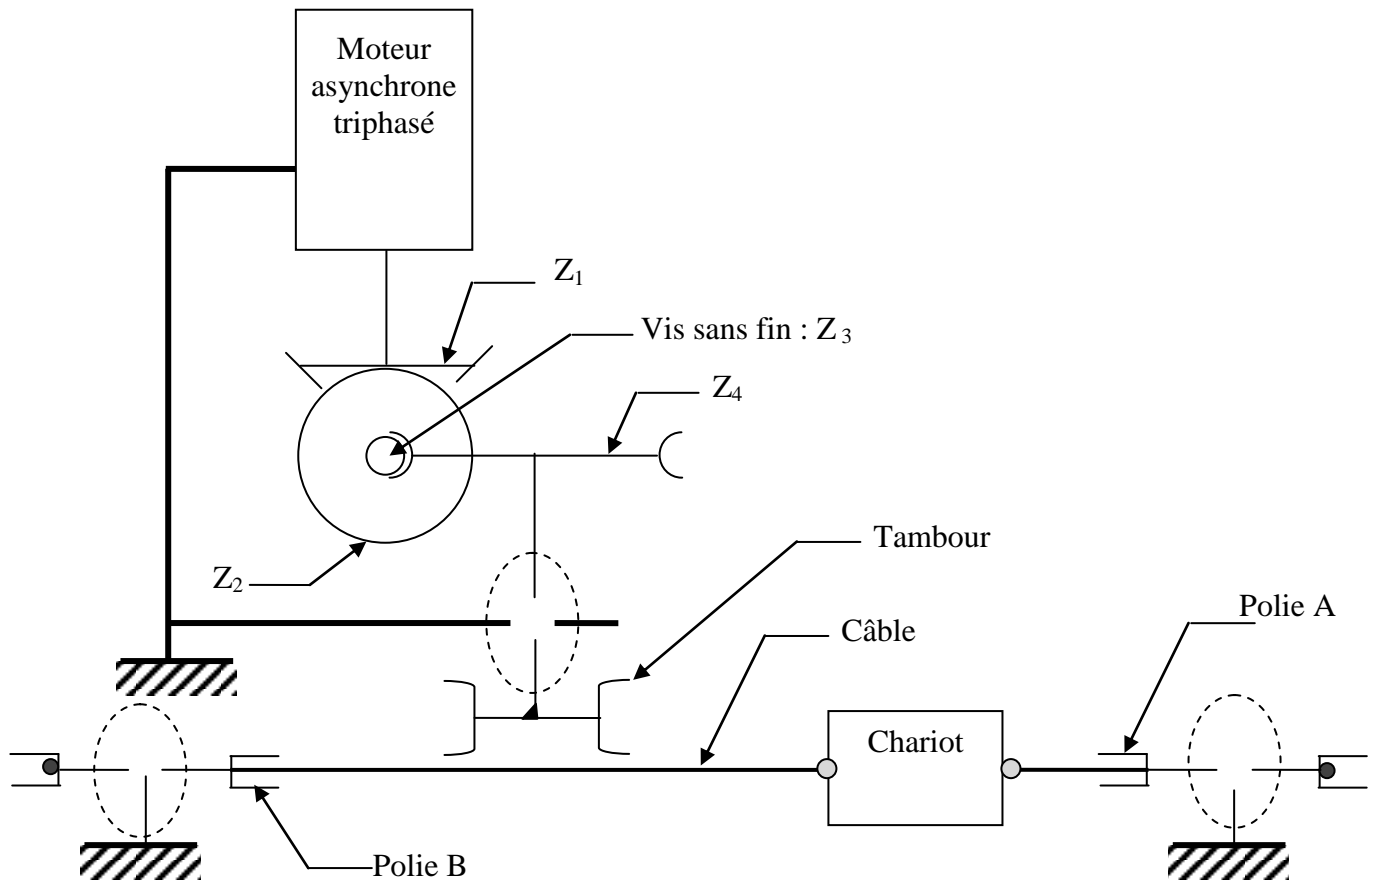 Moteur
asynchrone
triphasé
Z1
Vis sans fin : Z 3
Z4
Tambour
Z2
Polie A
Câble
Chariot
Polie B